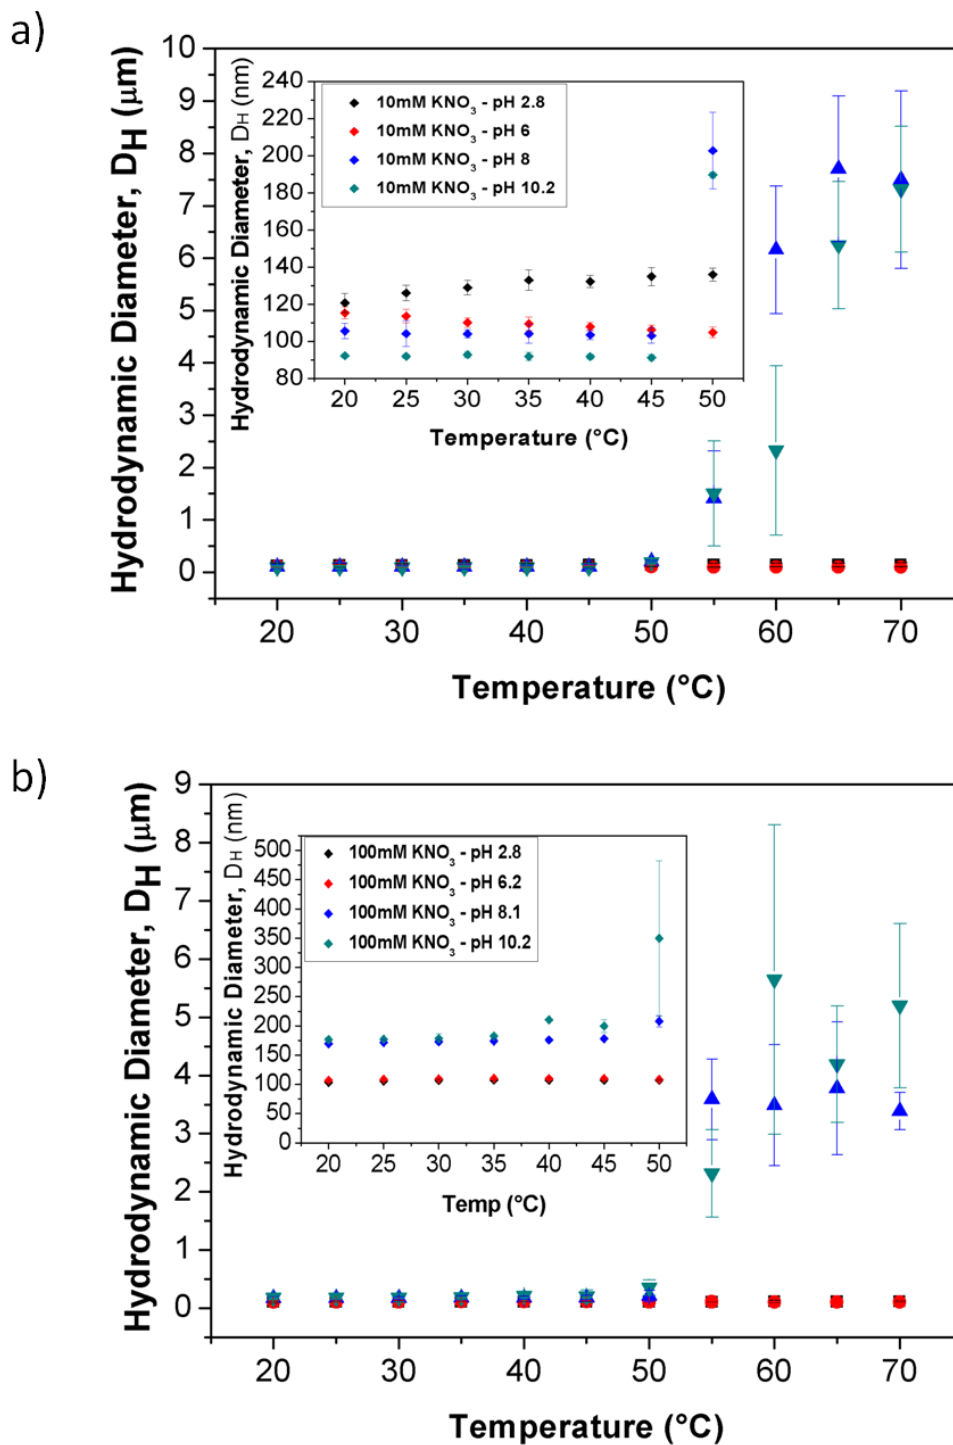 a)
Hydrodynamic Diameter, D_H (μm)
10
9
8
7
6
5
4
3
2
1
0
20 30 40 50 60 70
Temperature (°C)
Hydrodynamic Diameter, D_H (nm)
240
220
200
180
160
140
120
100
80
10mM KNO₃ - pH 2.8
10mM KNO₃ - pH 6
10mM KNO₃ - pH 8
10mM KNO₃ - pH 10.2
20 25 30 35 40 45 50
Temperature (°C)
b)
Hydrodynamic Diameter, D_H (μm)
9
8
7
6
5
4
3
2
1
0
20 30 40 50 60 70
Temperature (°C)
Hydrodynamic Diameter, D_H (nm)
500
450
400
350
300
250
200
150
100
50
0
100mM KNO₃ - pH 2.8
100mM KNO₃ - pH 6.2
100mM KNO₃ - pH 8.1
100mM KNO₃ - pH 10.2
20 25 30 35 40 45 50
Temp (°C)